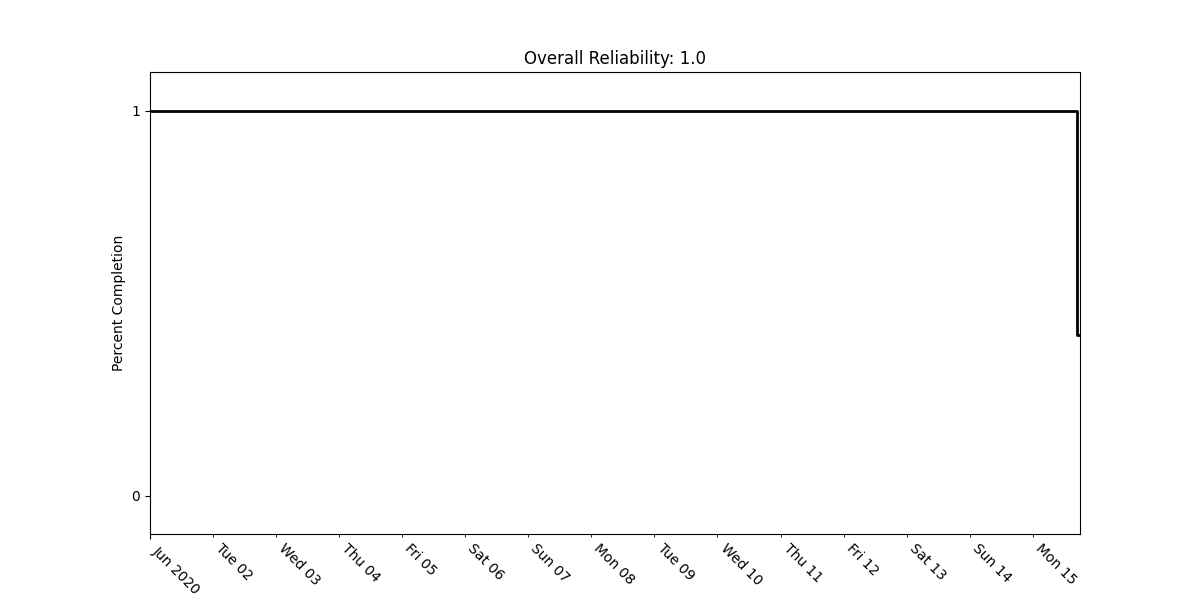 Overall Reliability: 1.0
Percent Completion
1
0
Jun 2020
Tue 02
Wed 03
Thu 04
Fri 05
Sat 06
Sun 07
Mon 08
Tue 09
Wed 10
Thu 11
Fri 12
Sat 13
Sun 14
Mon 15